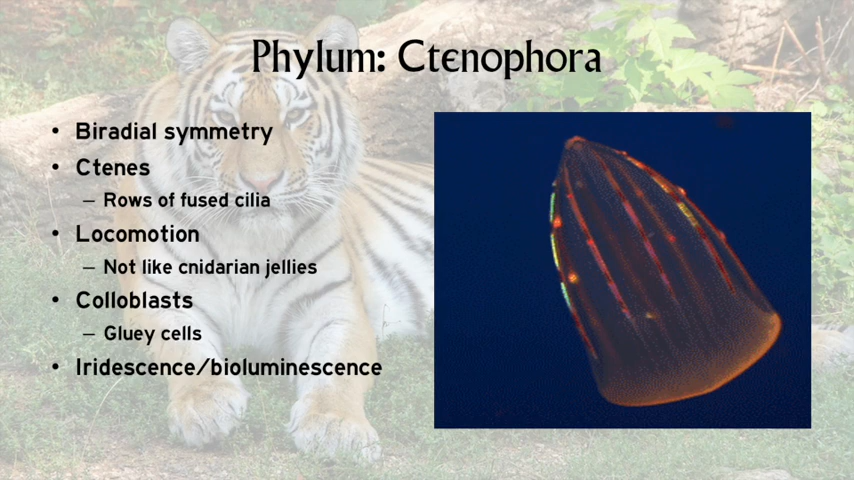 Phylum: Ctenophora
• Biradial symmetry
• Ctenes
– Rows of fused cilia
• Locomotion
– Not like cnidarian jellies
• Colloblasts
– Gluey cells
• Iridescence/bioluminescence